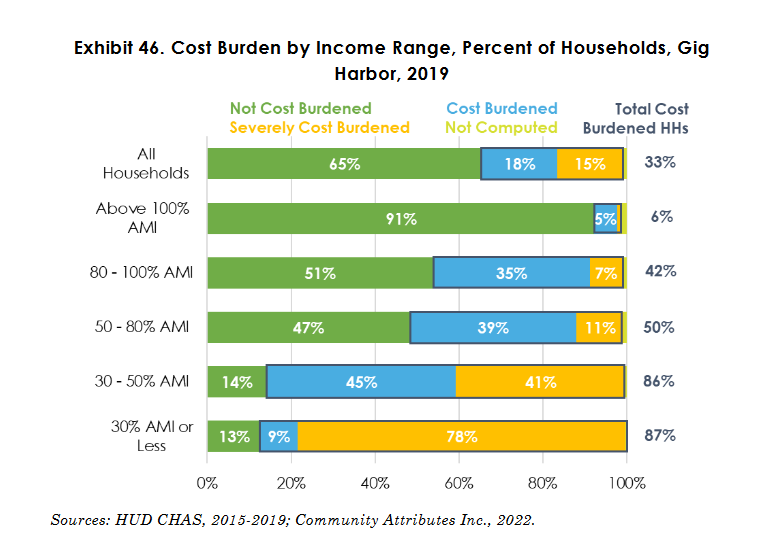 Exhibit 46. Cost Burden by Income Range, Percent of Households, Gig
Harbor, 2019
Not Cost Burdened Cost Burdened Total Cost
Severely Cost Burdened Not Computed Burdened HHs
All
Households
65% 18% 15% 33%
Above 100%
AMI
91% 5% 6%
80 - 100% AMI 51% 35% 7% 42%
50 - 80% AMI 47% 39% 11% 50%
30 - 50% AMI 14% 45% 41% 86%
30% AMI or
Less
13% 9% 78% 87%
0% 20% 40% 60% 80% 100%
Sources: HUD CHAS, 2015-2019; Community Attributes Inc., 2022.